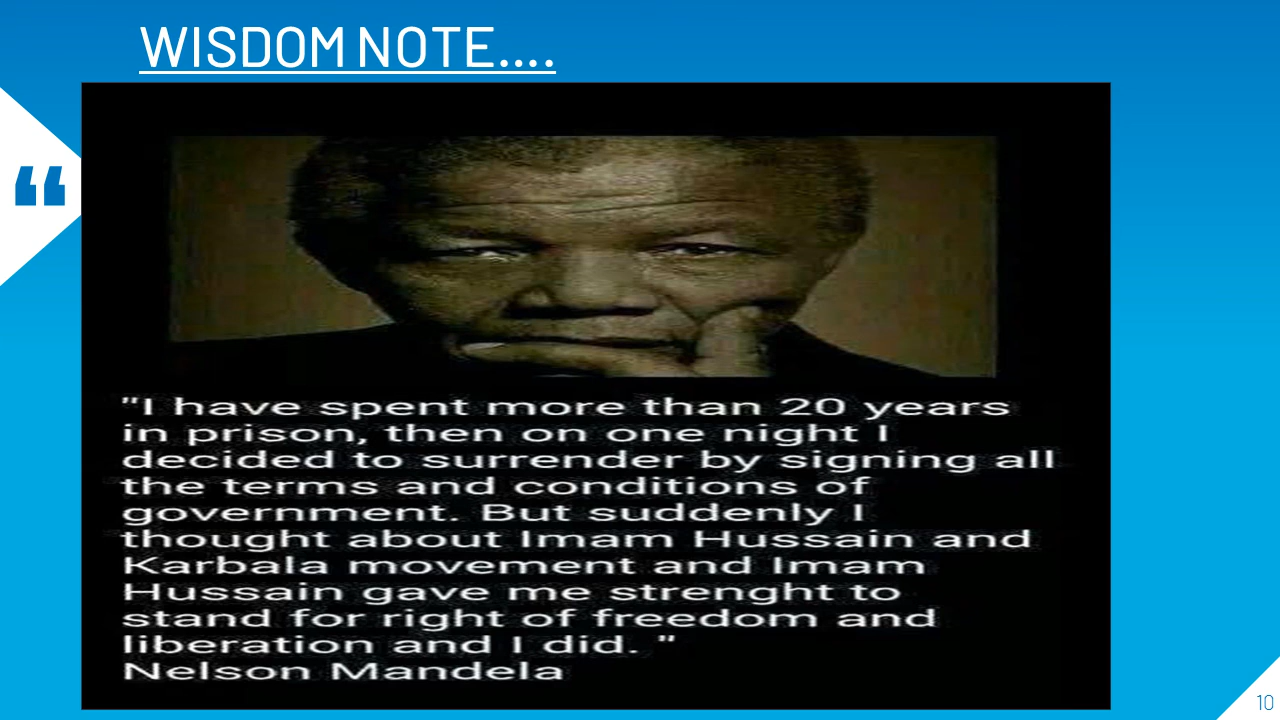 WISDOM NOTE....
“
"I have spent more than 20 years
in prison, then on one night I
decided to surrender by signing all
the terms and conditions of
government. But suddenly I
thought about Imam Hussain and
Karbala movement and Imam
Hussain gave me strenght to
stand for right of freedom and
liberation and I did. "
Nelson Mandela
10